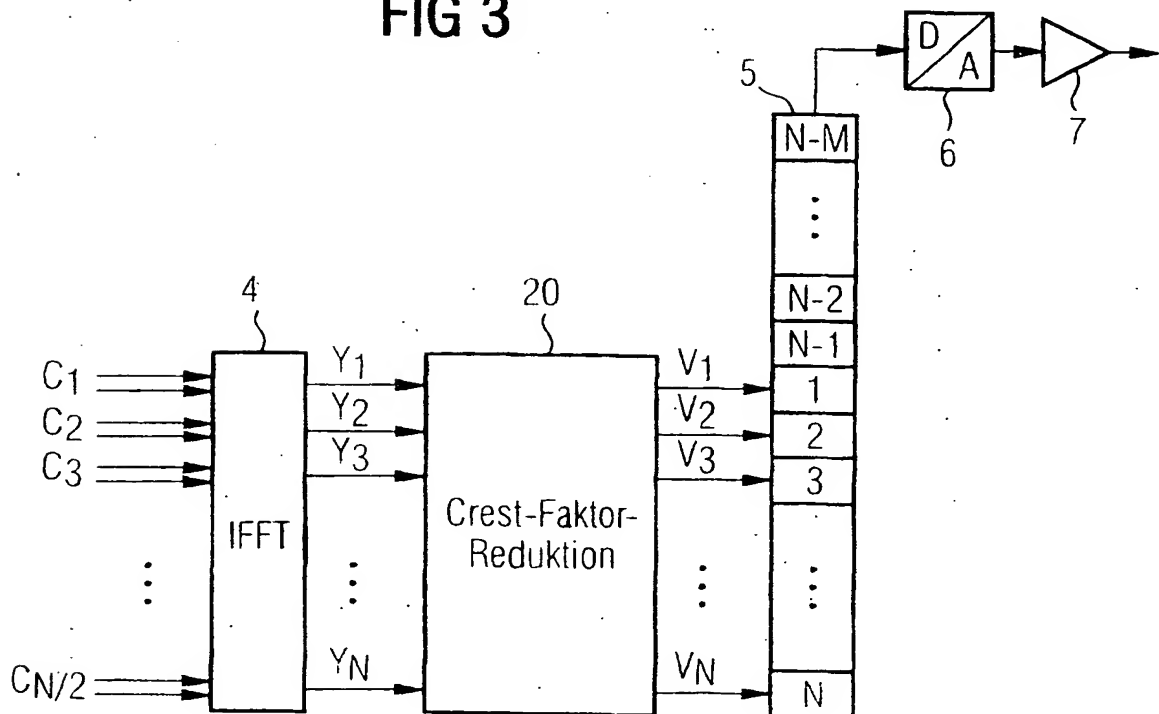 FIG 3
D
A
5
6
7
N-M
⋮
4
20
N-2
N-1
C1
Y1
V1
1
C2
Y2
V2
2
C3
Y3
V3
3
IFFT
Crest-Faktor-
Reduktion
⋮
⋮
⋮
⋮
CN/2
YN
VN
N